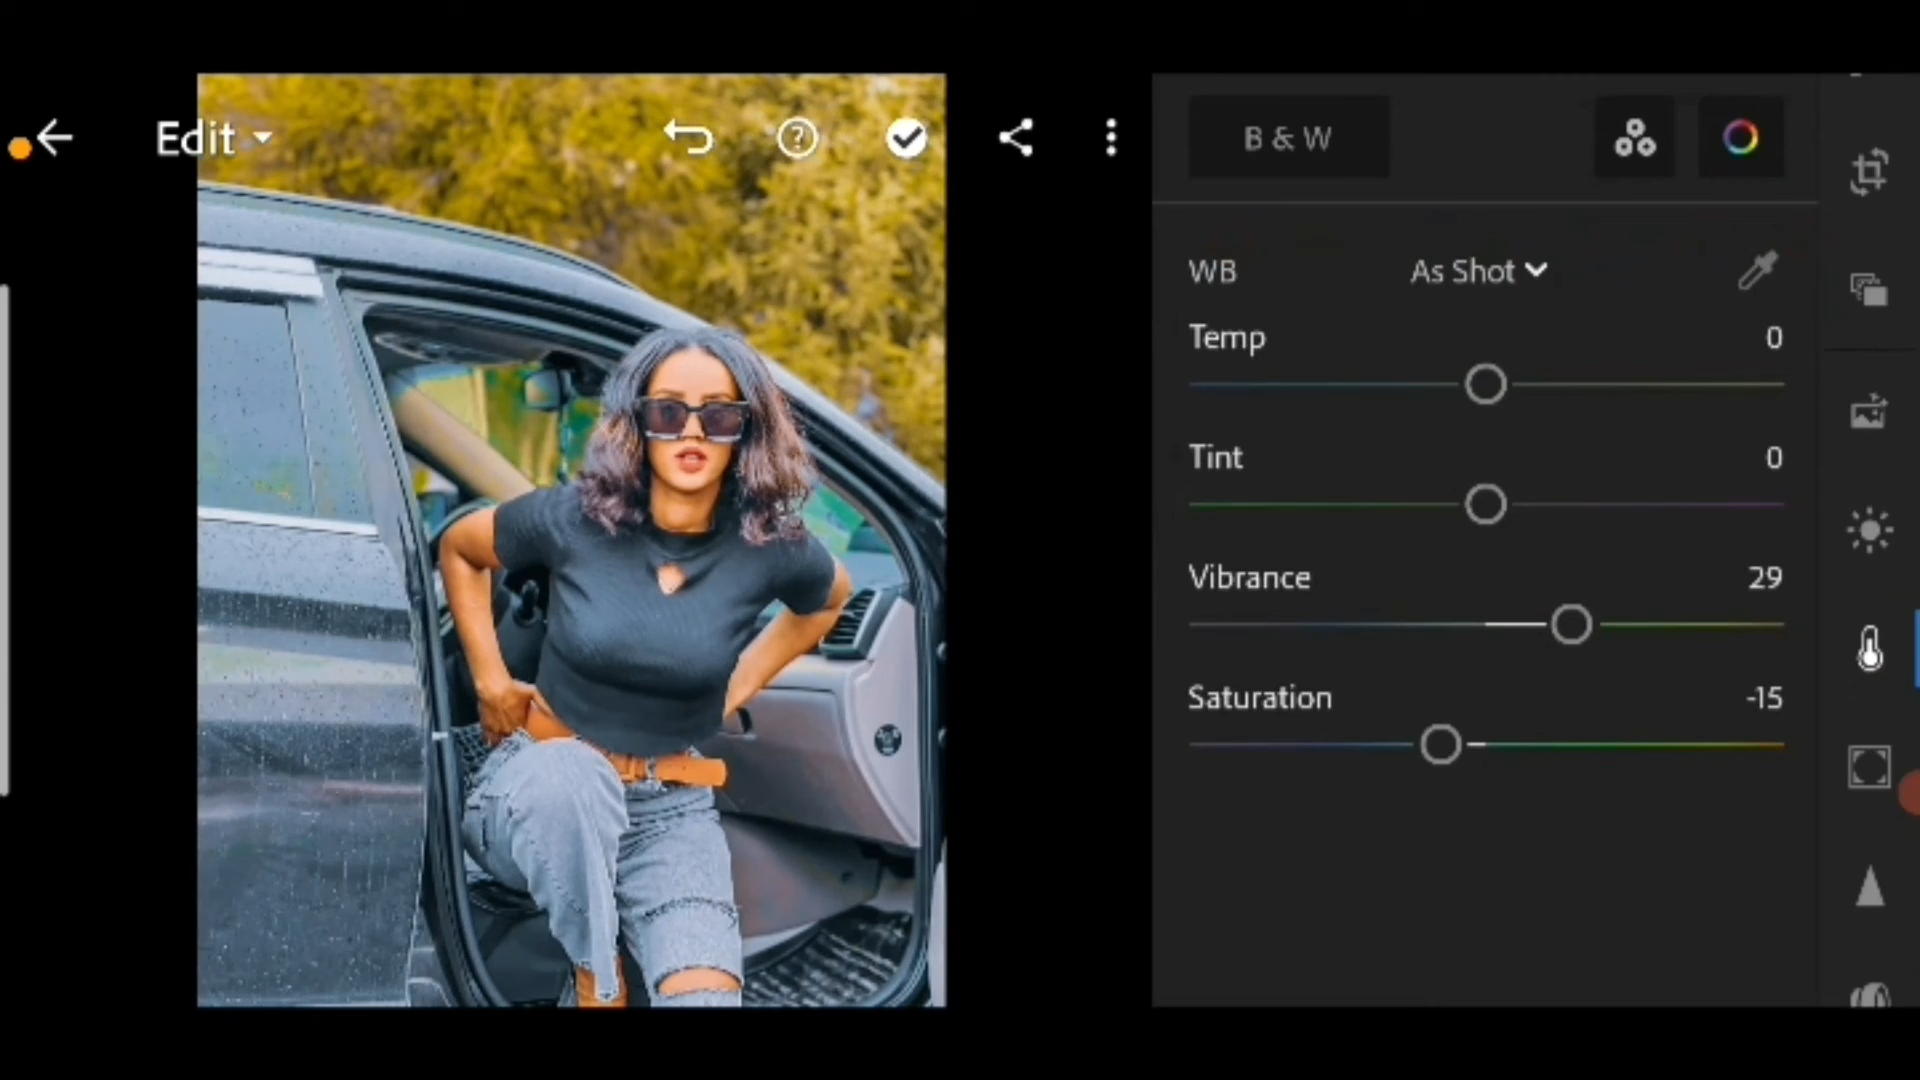 Edit
B & W
WB As Shot
Temp 0
Tint 0
Vibrance 29
Saturation -15